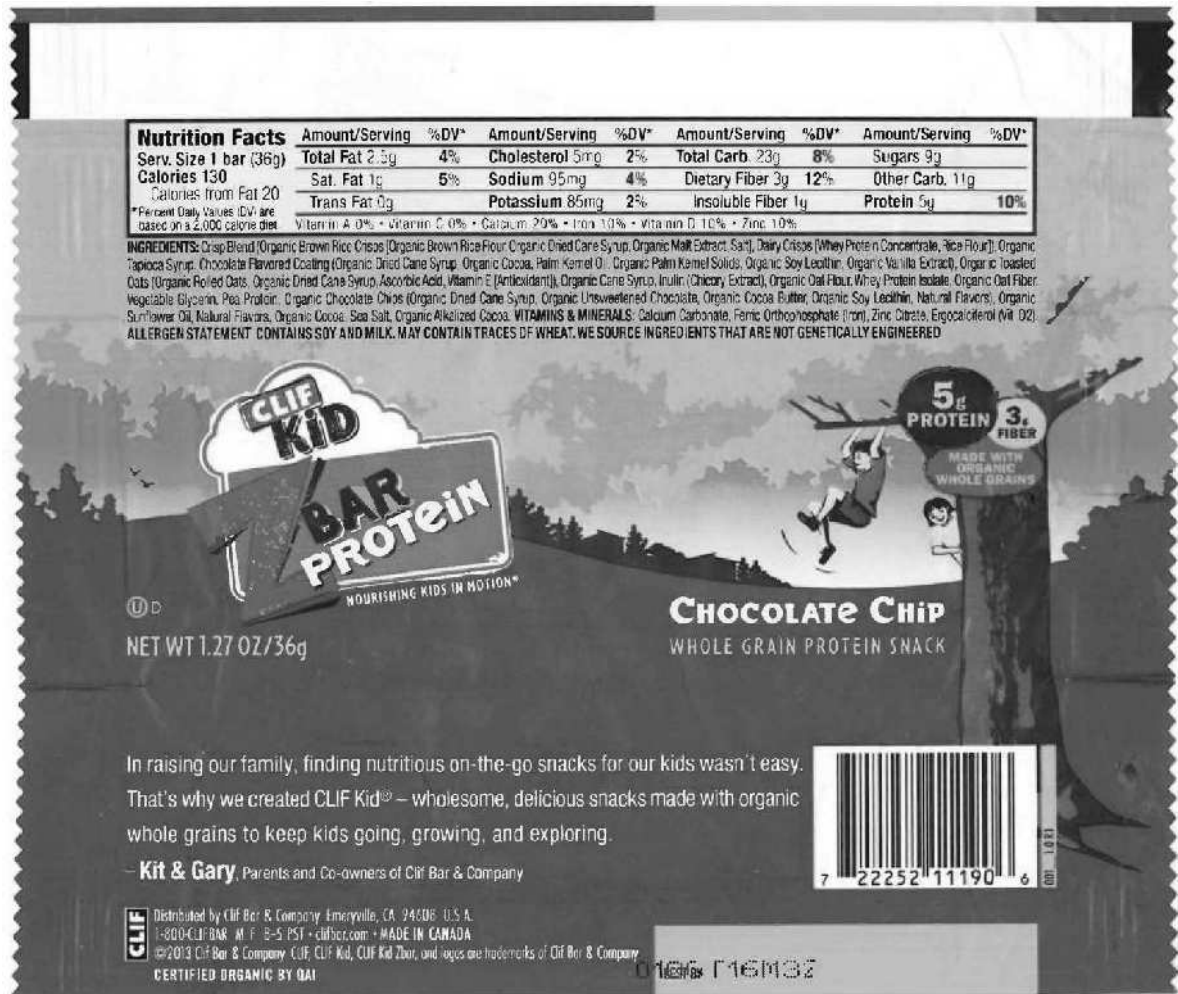 Nutrition Facts
Serv. Size 1 bar (36g)
Calories 130
Calories from Fat 20
*Percent Daily Values (DV) are
based on a 2,000 calorie diet
Amount/Serving %DV* Amount/Serving %DV* Amount/Serving %DV* Amount/Serving %DV*
Total Fat 2.5g 4% Cholesterol 5mg 2% Total Carb. 23g 8% Sugars 9g
Sat. Fat 1g 5% Sodium 95mg 4% Dietary Fiber 3g 12% Other Carb. 11g
Trans Fat 0g Potassium 85mg 2% Insoluble Fiber 1g Protein 5g 10%
Vitamin A 0% • Vitamin C 0% • Calcium 20% • Iron 10% • Vitamin D 10% • Zinc 10%
INGREDIENTS: Crisp Blend (Organic Brown Rice Crisps [Organic Brown Rice Flour, Organic Dried Cane Syrup, Organic Malt Extract, Salt], Dairy Crisps [Whey Protein Concentrate, Rice Flour]), Organic
Tapioca Syrup, Chocolate Flavored Coating (Organic Dried Cane Syrup, Organic Cocoa, Palm Kernel Oil, Organic Palm Kernel Solids, Organic Soy Lecithin, Organic Vanilla Extract), Organic Toasted
Oats (Organic Rolled Oats, Organic Dried Cane Syrup, Ascorbic Acid, Vitamin E [Antioxidant]), Organic Cane Syrup, Inulin (Chicory Extract), Organic Oat Flour, Whey Protein Isolate, Organic Oat Fiber,
Vegetable Glycerin, Pea Protein, Organic Chocolate Chips (Organic Dried Cane Syrup, Organic Unsweetened Chocolate, Organic Cocoa Butter, Organic Soy Lecithin, Natural Flavors), Organic
Sunflower Oil, Natural Flavors, Organic Cocoa, Sea Salt, Organic Alkalized Cocoa. VITAMINS & MINERALS: Calcium Carbonate, Ferric Orthophosphate (Iron), Zinc Citrate, Ergocalciferol (Vit. D2).
ALLERGEN STATEMENT CONTAINS SOY AND MILK. MAY CONTAIN TRACES OF WHEAT. WE SOURCE INGREDIENTS THAT ARE NOT GENETICALLY ENGINEERED
CLIF
KiD
Z BAR
PROTeiN
NOURISHING KIDS IN MOTION®
5g
PROTEIN
3g
FIBER
MADE WITH
ORGANIC
WHOLE GRAINS
U D
NET WT 1.27 OZ/36g
CHOCOLATe CHiP
WHOLE GRAIN PROTEIN SNACK
In raising our family, finding nutritious on-the-go snacks for our kids wasn't easy.
That's why we created CLIF Kid® – wholesome, delicious snacks made with organic
whole grains to keep kids going, growing, and exploring.
– Kit & Gary, Parents and Co-owners of Clif Bar & Company
7 22252 11190 6
CLIF
Distributed by Clif Bar & Company Emeryville, CA 94608 U.S.A.
1-800-CLIFBAR M-F 8-5 PST • clifbar.com • MADE IN CANADA
©2013 Clif Bar & Company CLIF, CLIF Kid, CLIF Kid Zbar, and logos are trademarks of Clif Bar & Company
CERTIFIED ORGANIC BY QAI